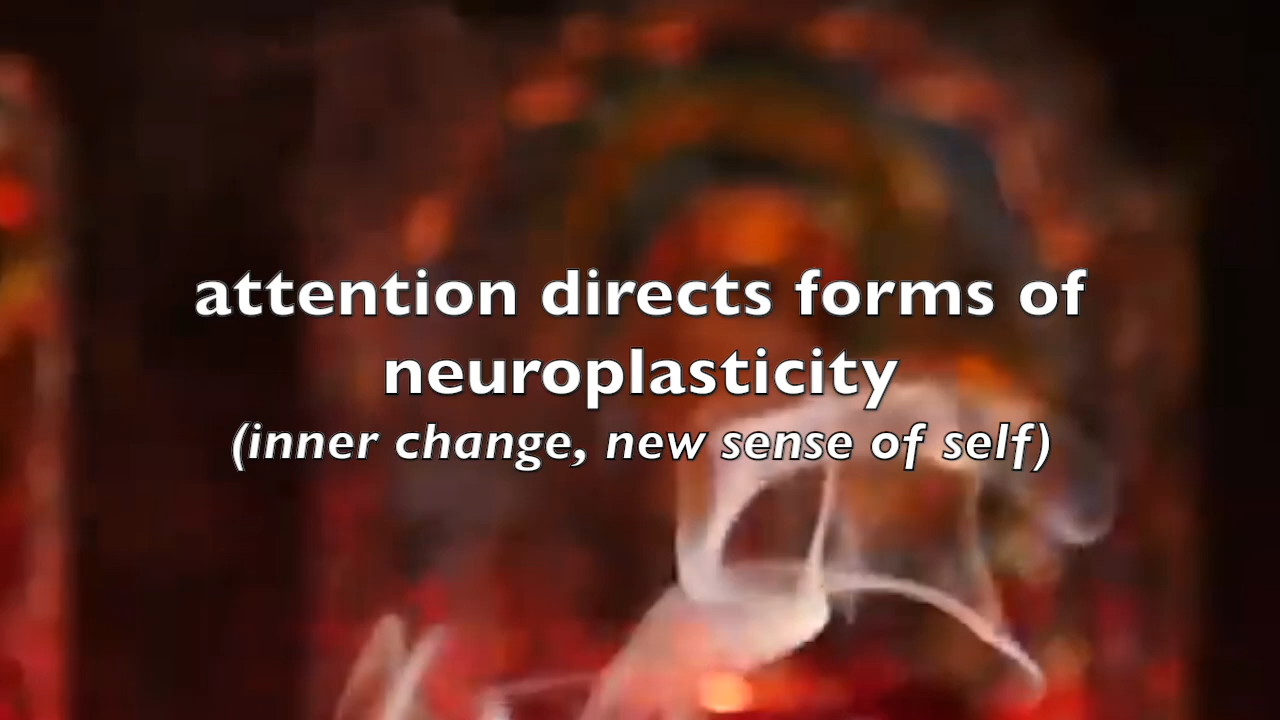 attention directs forms of
neuroplasticity
(inner change, new sense of self)